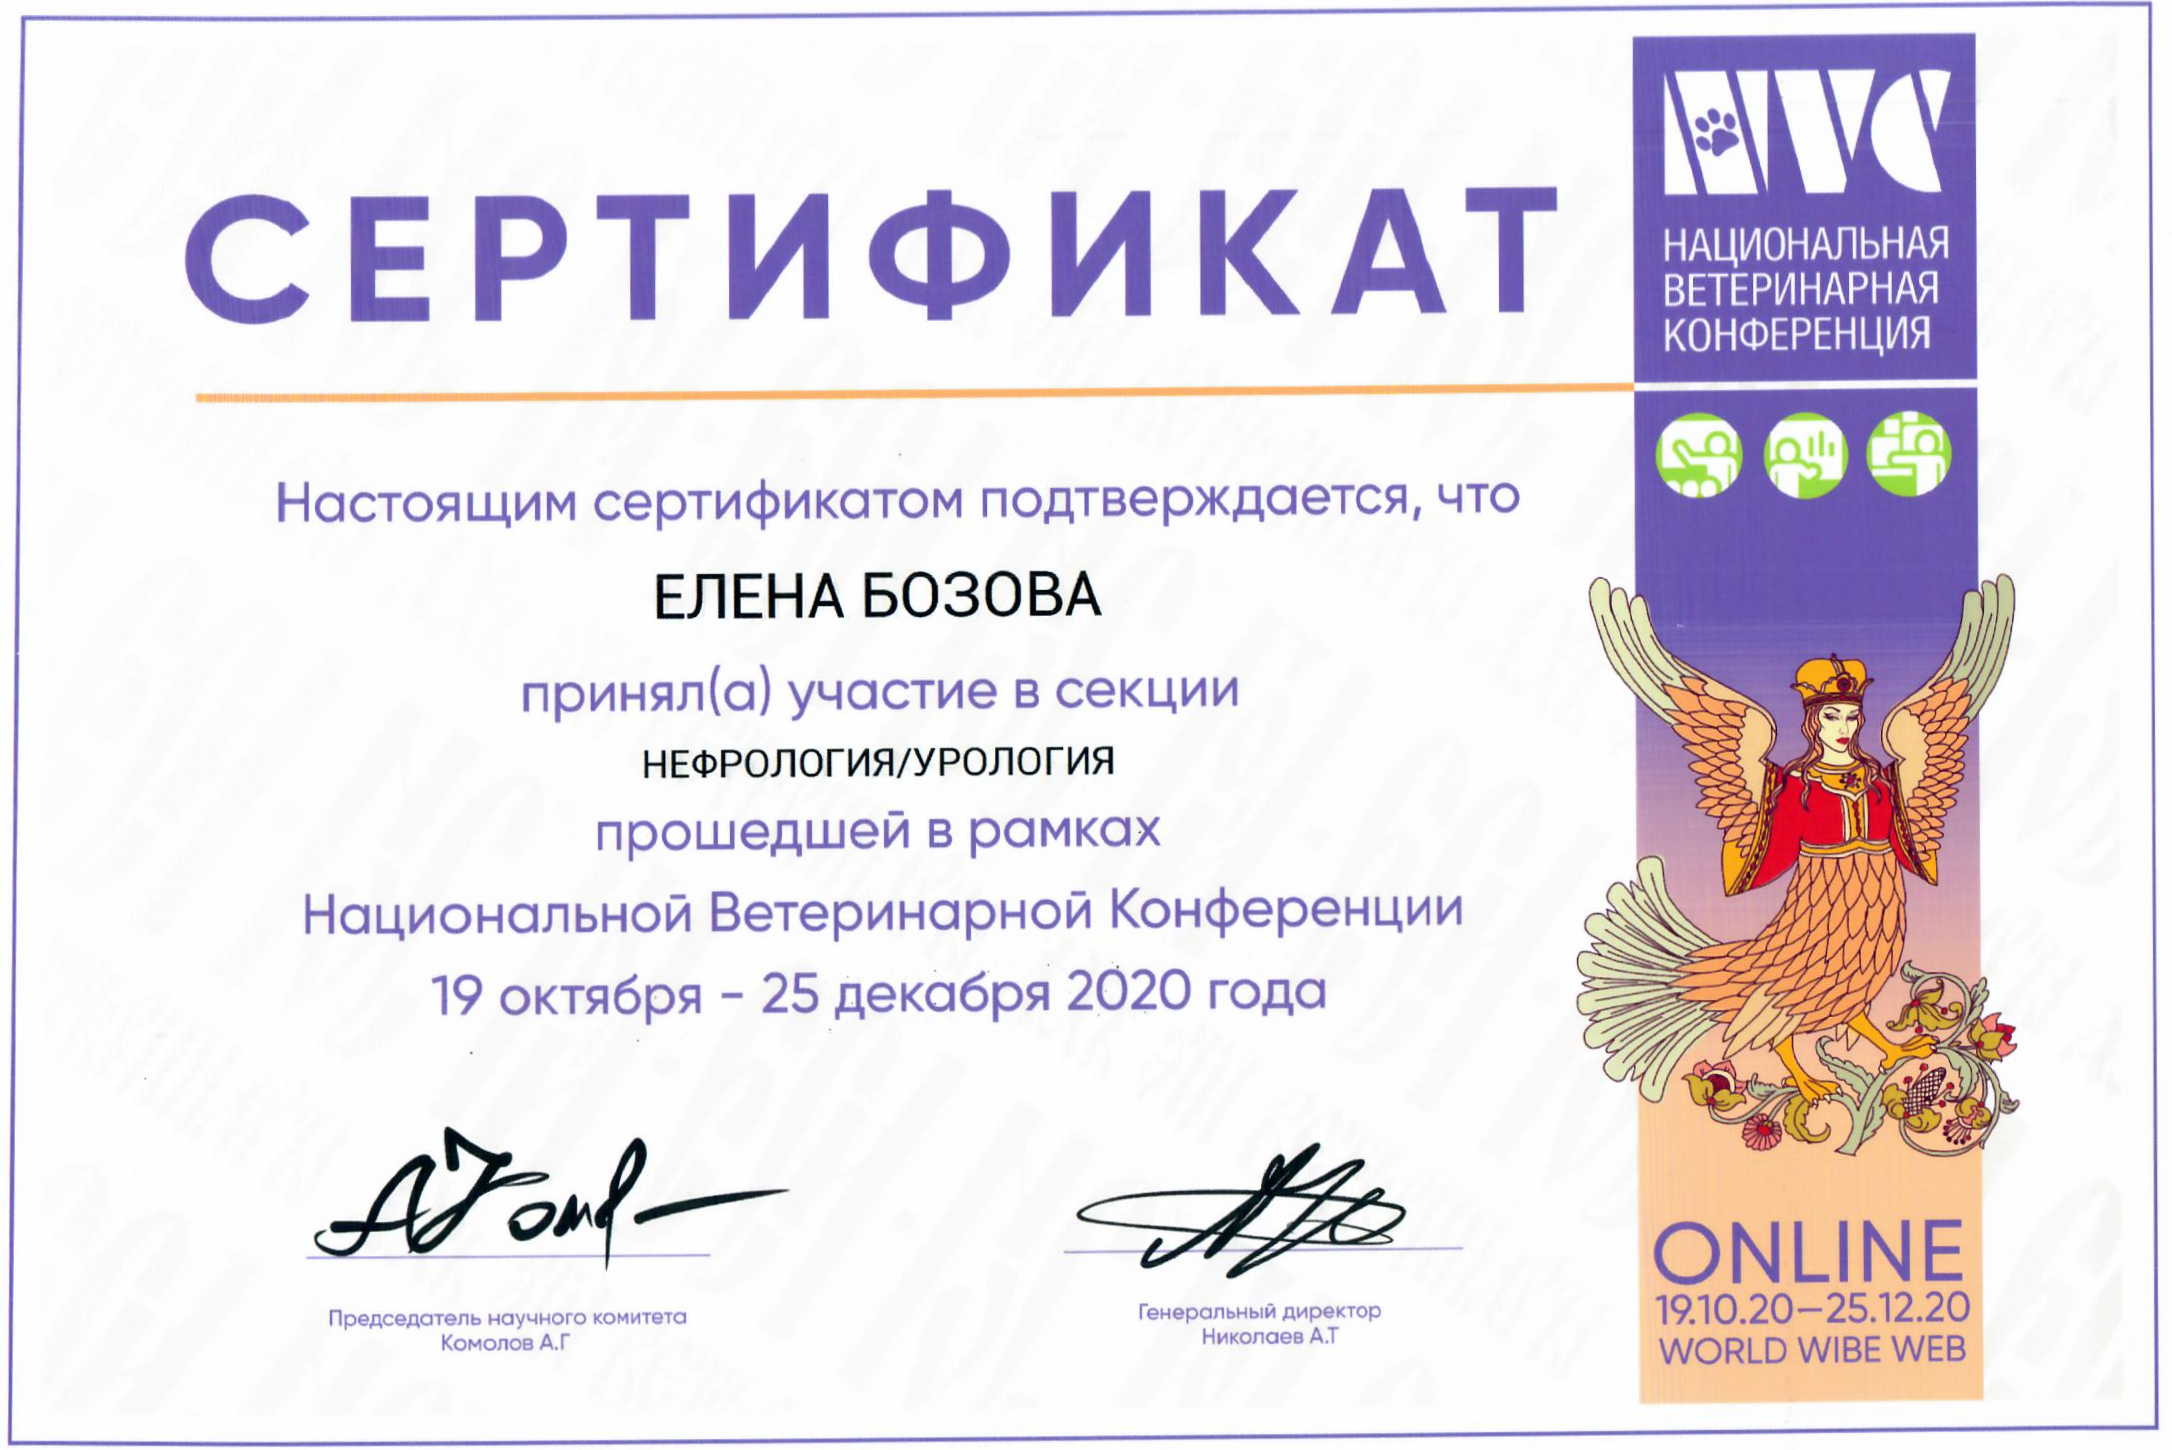 СЕРТИФИКАТ
NVC
НАЦИОНАЛЬНАЯ
ВЕТЕРИНАРНАЯ
КОНФЕРЕНЦИЯ
Настоящим сертификатом подтверждается, что
ЕЛЕНА БОЗОВА
принял(а) участие в секции
НЕФРОЛОГИЯ/УРОЛОГИЯ
прошедшей в рамках
Национальной Ветеринарной Конференции
19 октября - 25 декабря 2020 года
Председатель научного комитета
Комолов А.Г
Генеральный директор
Николаев А.Т
ONLINE
19.10.20—25.12.20
WORLD WIBE WEB